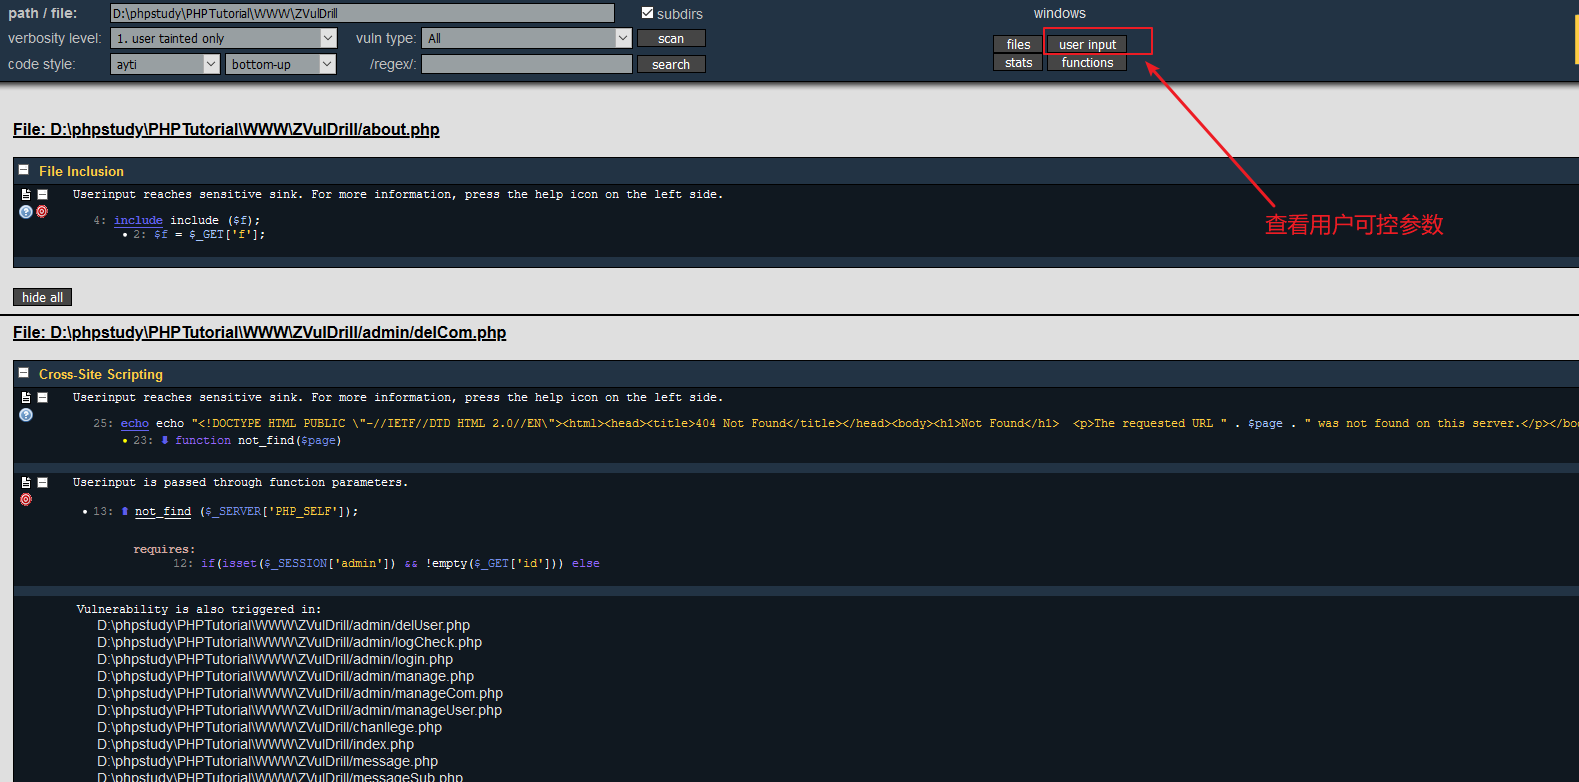 path / file: D:\phpstudy\PHPTutorial\WWW\ZVulDrill subdirs windows
verbosity level: 1. user tainted only vuln type: All scan files user input
code style: ayti bottom-up /regex/: search stats functions
查看用户可控参数
File: D:\phpstudy\PHPTutorial\WWW\ZVulDrill/about.php
File Inclusion
Userinput reaches sensitive sink. For more information, press the help icon on the left side.
4: include include ($f);
2: $f = $_GET['f'];
hide all
File: D:\phpstudy\PHPTutorial\WWW\ZVulDrill/admin/delCom.php
Cross-Site Scripting
Userinput reaches sensitive sink. For more information, press the help icon on the left side.
25: echo echo "<!DOCTYPE HTML PUBLIC \"-//IETF//DTD HTML 2.0//EN\"><html><head><title>404 Not Found</title></head><body><h1>Not Found</h1> <p>The requested URL " . $page . " was not found on this server.</p></bo
23: function not_find($page)
Userinput is passed through function parameters.
13: not_find ($_SERVER['PHP_SELF']);
requires:
12: if(isset($_SESSION['admin']) && !empty($_GET['id'])) else
Vulnerability is also triggered in:
D:\phpstudy\PHPTutorial\WWW\ZVulDrill/admin/delUser.php
D:\phpstudy\PHPTutorial\WWW\ZVulDrill/admin/logCheck.php
D:\phpstudy\PHPTutorial\WWW\ZVulDrill/admin/login.php
D:\phpstudy\PHPTutorial\WWW\ZVulDrill/admin/manage.php
D:\phpstudy\PHPTutorial\WWW\ZVulDrill/admin/manageCom.php
D:\phpstudy\PHPTutorial\WWW\ZVulDrill/admin/manageUser.php
D:\phpstudy\PHPTutorial\WWW\ZVulDrill/chanllege.php
D:\phpstudy\PHPTutorial\WWW\ZVulDrill/index.php
D:\phpstudy\PHPTutorial\WWW\ZVulDrill/message.php
D:\phpstudy\PHPTutorial\WWW\ZVulDrill/messageSub.php